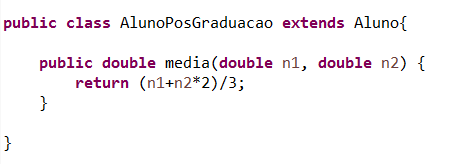 public class AlunoPosGraduacao extends Aluno{
public double media(double n1, double n2) {
return (n1+n2*2)/3;
}
}